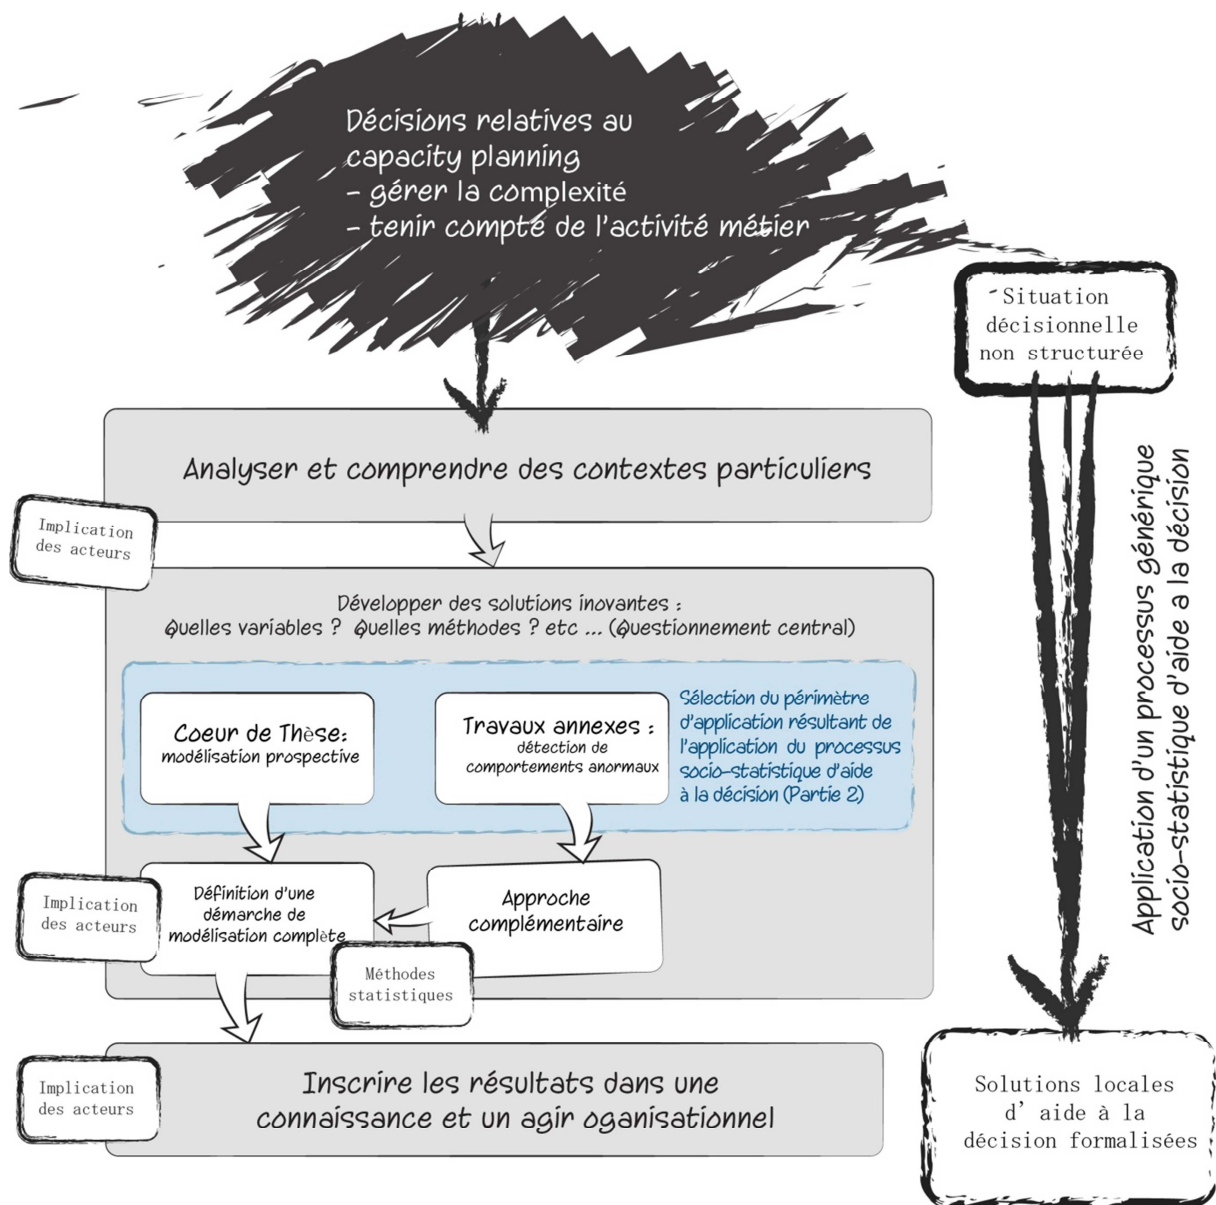 Décisions relatives au
capacity planning
- gérer la complexité
- tenir compte de l'activité métier
Situation
décisionnelle
non structurée
Analyser et comprendre des contextes particuliers
Implication
des acteurs
Développer des solutions inovantes :
Quelles variables ? Quelles méthodes ? etc ... (Questionnement central)
Coeur de Thèse:
modélisation prospective
Travaux annexes :
détection de
comportements anormaux
Sélection du périmètre
d'application résultant de
l'application du processus
socio-statistique d'aide
à la décision (Partie 2)
Application d'un processus générique
socio-statistique d'aide a la décision
Implication
des acteurs
Définition d'une
démarche de
modélisation complète
Approche
complémentaire
Méthodes
statistiques
Implication
des acteurs
Inscrire les résultats dans une
connaissance et un agir oganisationnel
Solutions locales
d' aide à la
décision formalisées